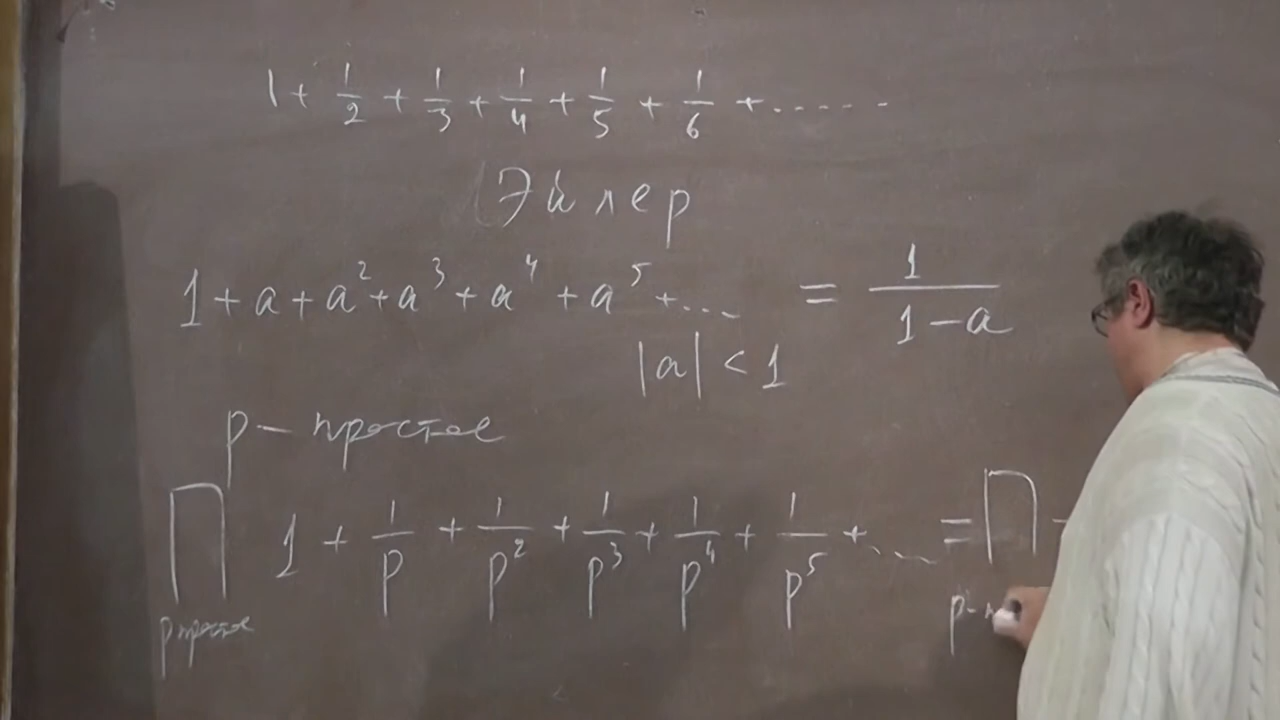 1 + 1/2 + 1/3 + 1/4 + 1/5 + 1/6 + ......
Эйлер
1 + a + a² + a³ + a⁴ + a⁵ + ... = 1/(1-a)
|a| < 1
p - простое
∏ 1 + 1/p + 1/p² + 1/p³ + 1/p⁴ + 1/p⁵ + ... = ∏
p простое p-